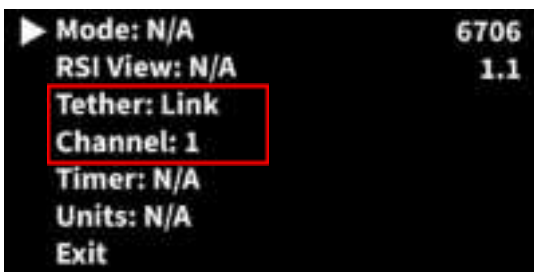 Mode: N/A 6706
RSI View: N/A 1.1
Tether: Link
Channel: 1
Timer: N/A
Units: N/A
Exit